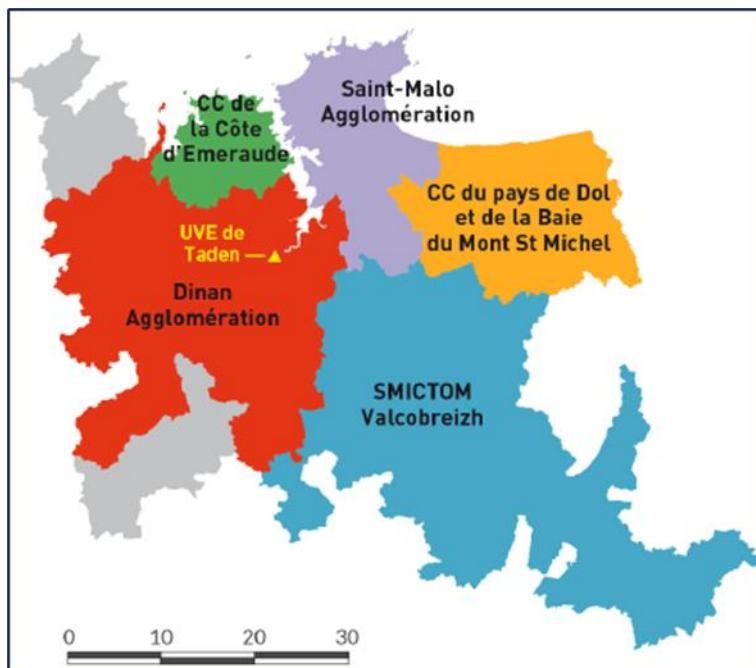 Saint-Malo
Agglomération
CC de
la Côte
d'Emeraude
CC du pays de Dol
et de la Baie
du Mont St Michel
UVE de
Taden
Dinan
Agglomération
SMICTOM
Valcobreizh
0 10 22 30